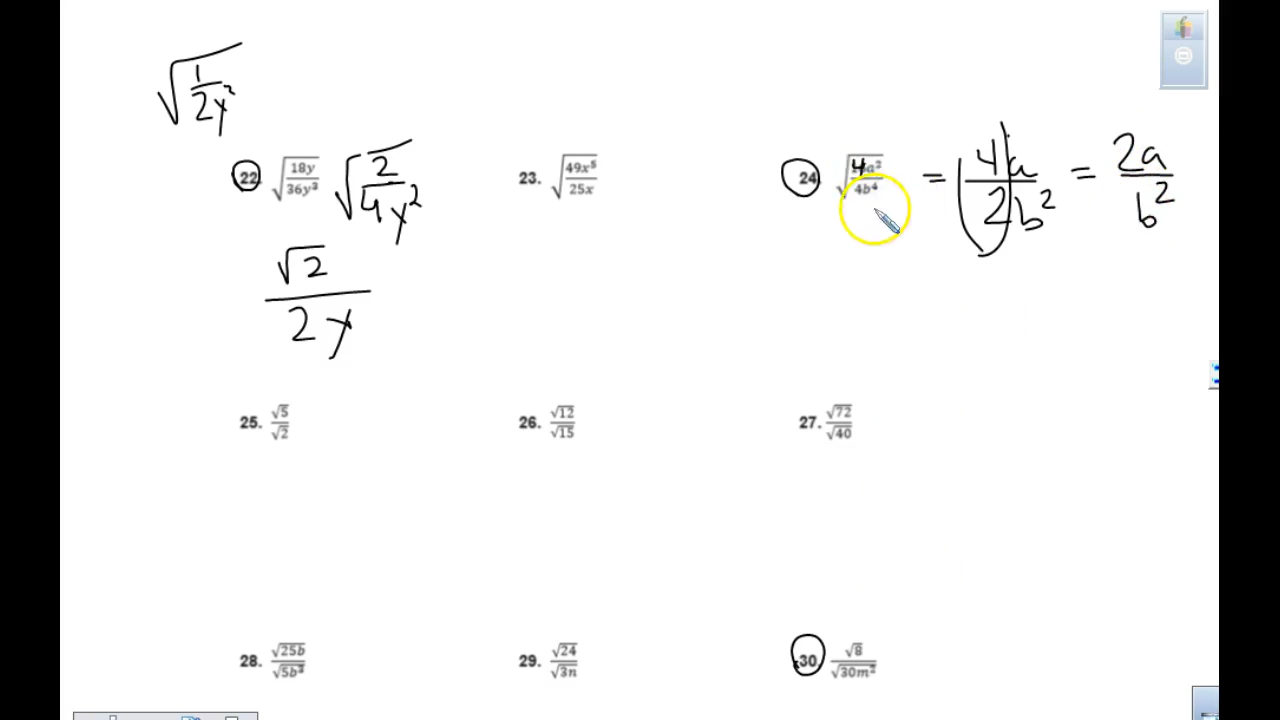 √(1/2y²)
22. √(18y/36y³) √(2/4y²)
√2/2y
23. √(49x⁵/25x)
24. √(4a²/4b⁴) = 4a/2b² = 2a/b²
25. √5/√2
26. √12/√15
27. √72/√40
28. √25b/√5b³
29. √24/√3n
30. √8/√30m²